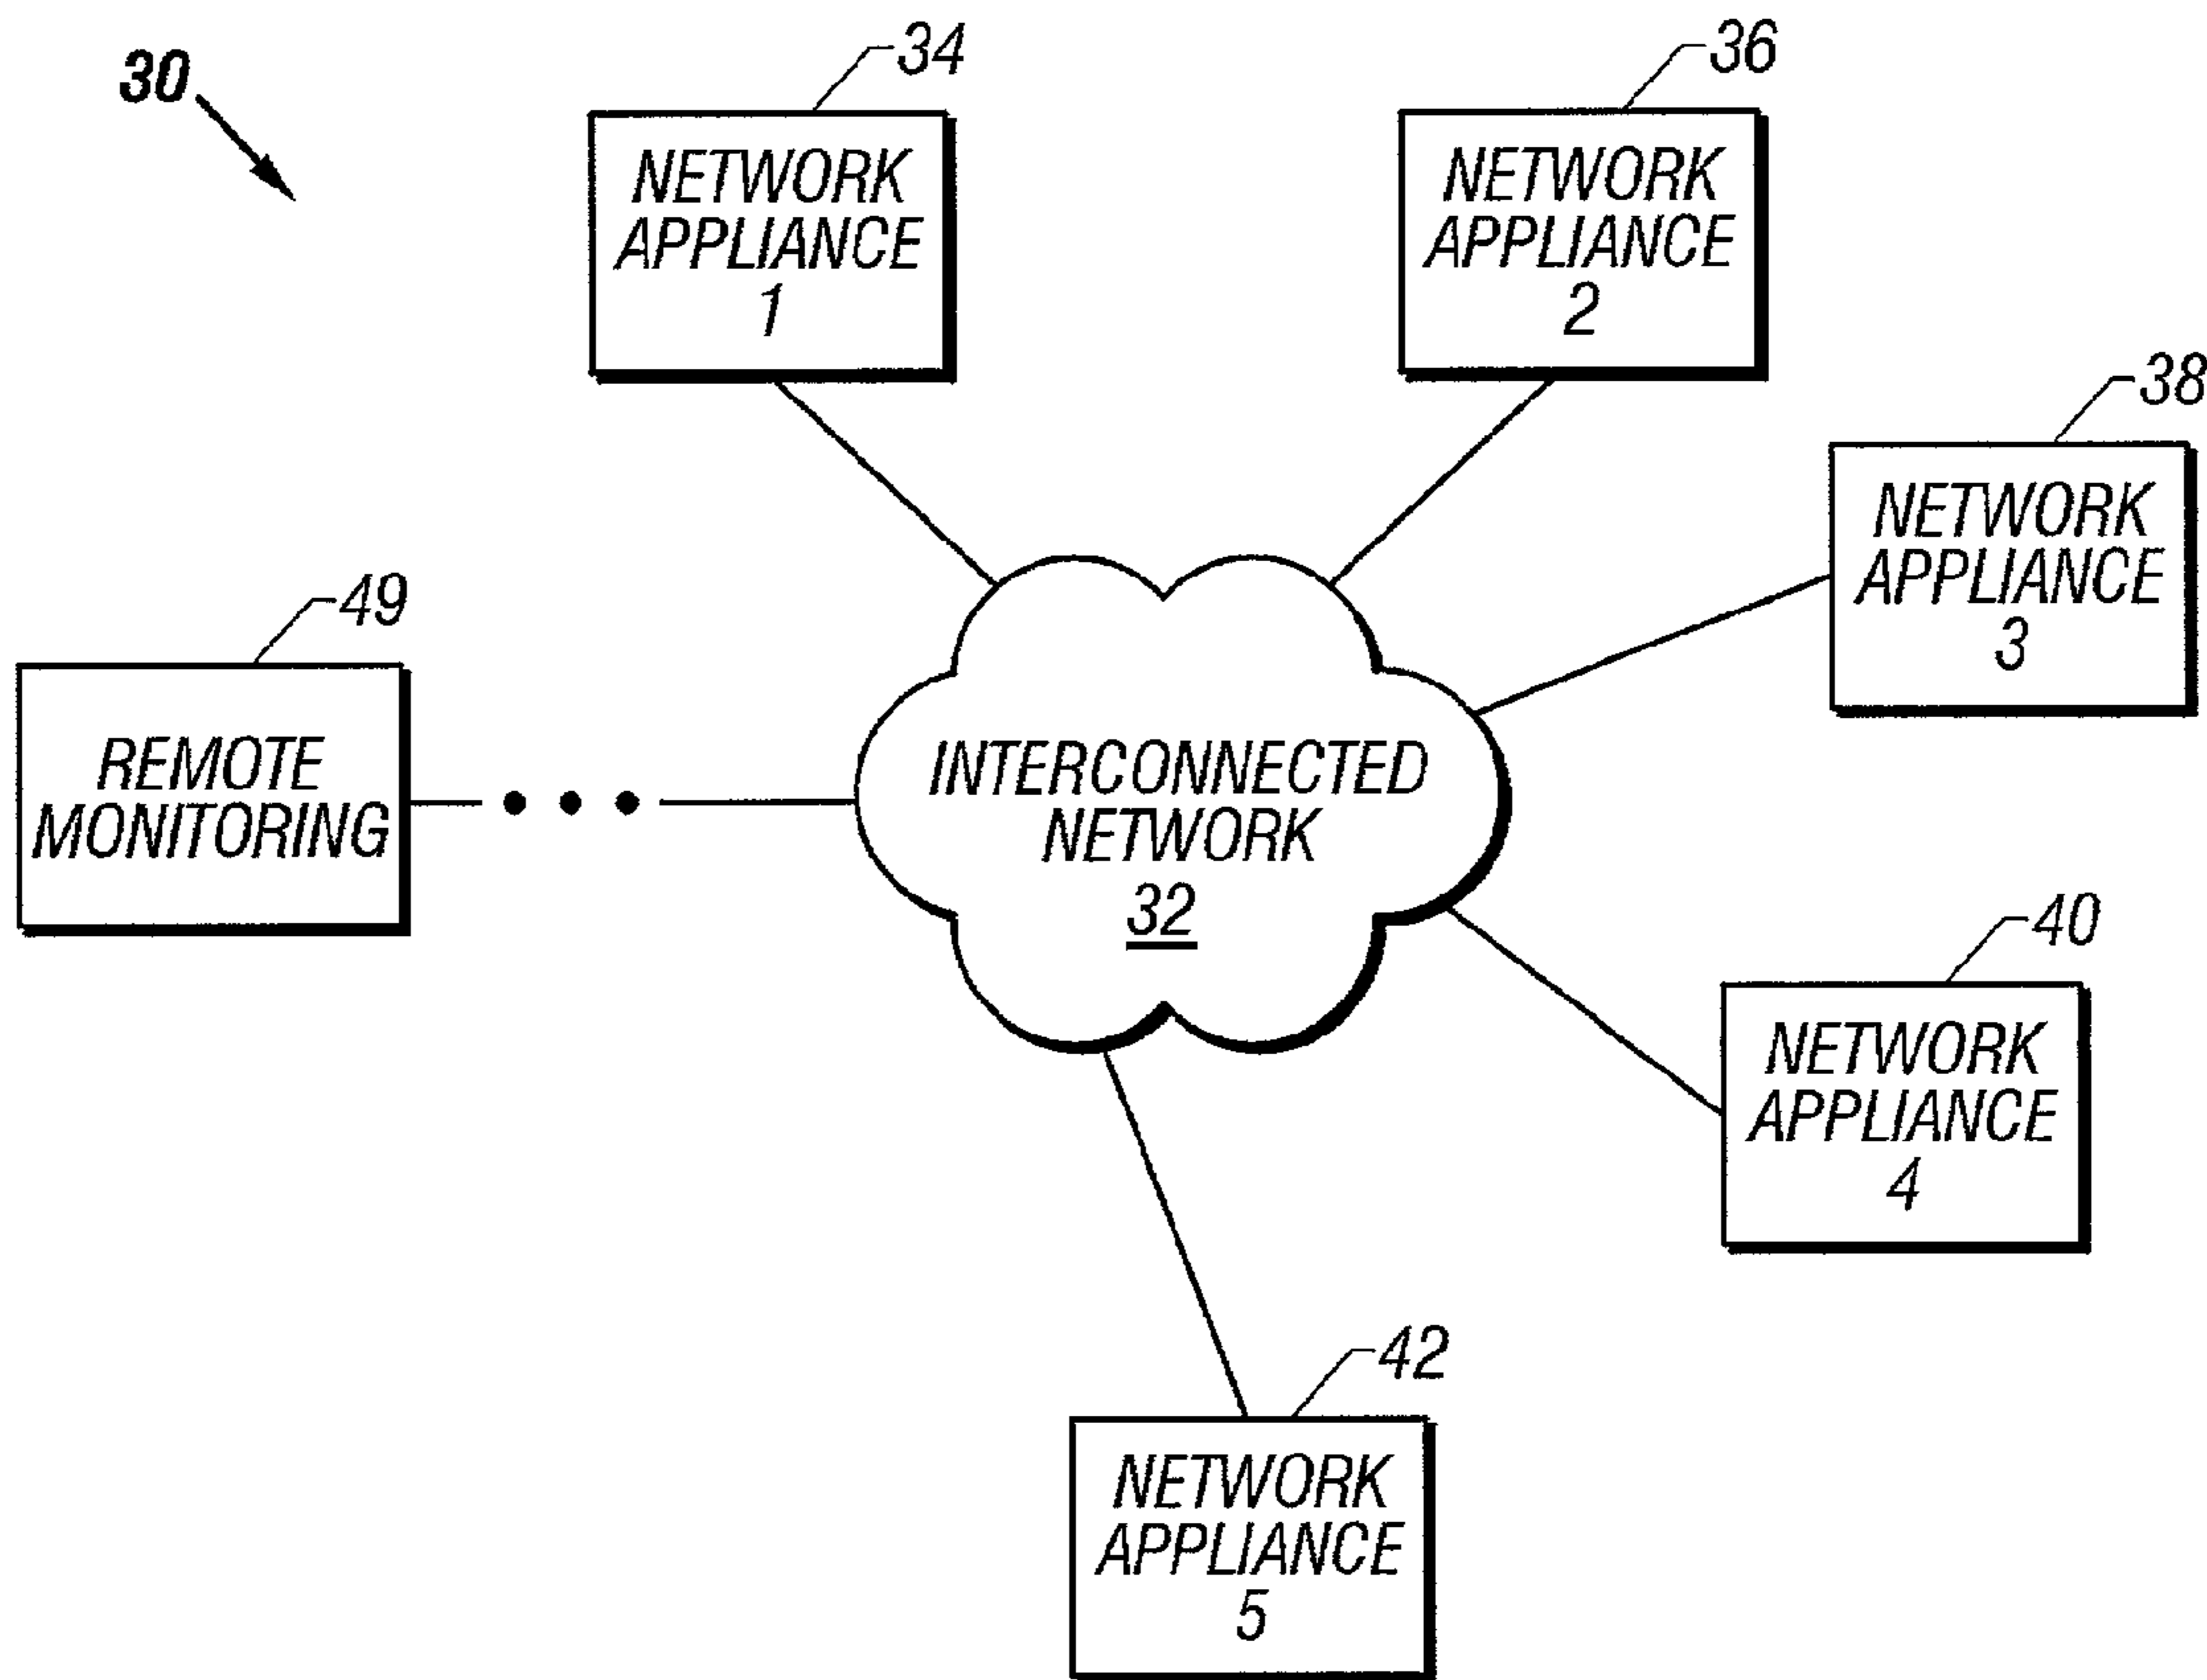 30
34
NETWORK
APPLIANCE
1
36
NETWORK
APPLIANCE
2
38
NETWORK
APPLIANCE
3
49
REMOTE
MONITORING
INTERCONNECTED
NETWORK
32
40
NETWORK
APPLIANCE
4
42
NETWORK
APPLIANCE
5